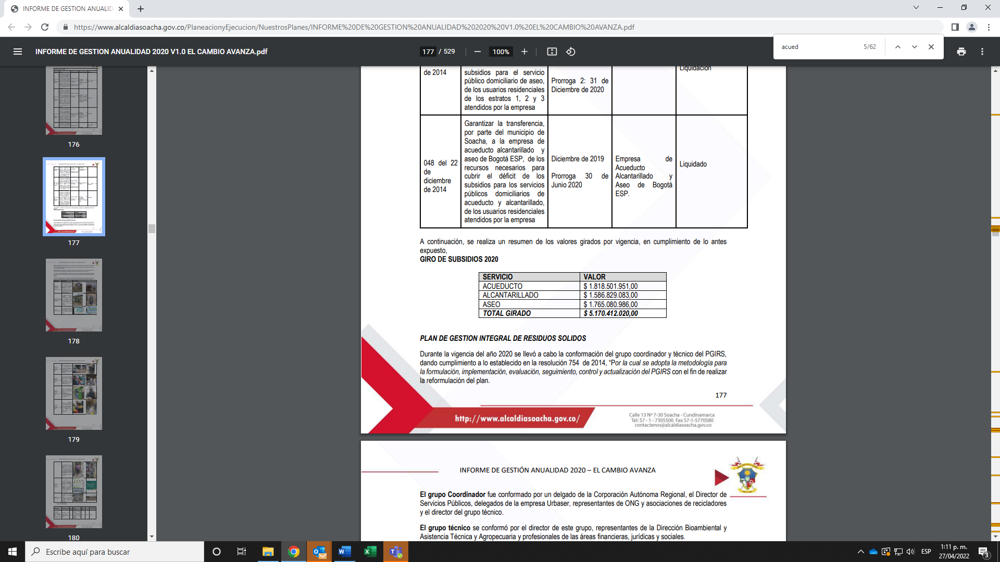 INFORME DE GESTION ANUALID
https://www.alcaldiasoacha.gov.co/PlaneacionyEjecucion/NuestrosPlanes/INFORME%20DE%20GESTION%20ANUALIDAD%202020%20V1.0%20EL%20CAMBIO%20AVANZA.pdf
INFORME DE GESTION ANUALIDAD 2020 V1.0 EL CAMBIO AVANZA.pdf
177 / 529
100%
acued
5/62
176
177
178
179
180
de 2014
subsidios para el servicio
público domiciliario de aseo,
de los usuarios residenciales
de los estratos 1, 2 y 3
atendidos por la empresa
Prorroga 2: 31 de
Diciembre de 2020
Liquidación
048 del 22
de
diciembre
de 2014
Garantizar la transferencia,
por parte del municipio de
Soacha, a la empresa de
acueducto alcantarillado y
aseo de Bogotá ESP, de los
recursos necesarios para
cubrir el déficit de los
subsidios para los servicios
públicos domiciliarios de
acueducto y alcantarillado,
de los usuarios residenciales
atendidos por la empresa
Diciembre de 2019
Prorroga 30 de
Junio 2020
Empresa de
Acueducto
Alcantarillado y
Aseo de Bogotá
ESP.
Liquidado
A continuación, se realiza un resumen de los valores girados por vigencia, en cumplimiento de lo antes
expuesto,
GIRO DE SUBSIDIOS 2020
SERVICIO VALOR
ACUEDUCTO $ 1.818.501.951,00
ALCANTARILLADO $ 1.586.829.083,00
ASEO $ 1.765.080.986,00
TOTAL GIRADO $ 5.170.412.020,00
PLAN DE GESTION INTEGRAL DE RESIDUOS SOLIDOS
Durante la vigencia del año 2020 se llevó a cabo la conformación del grupo coordinador y técnico del PGIRS,
dando cumplimiento a lo establecido en la resolución 754 de 2014, “Por la cual se adopta la metodología para
la formulación, implementación, evaluación, seguimiento, control y actualización del PGIRS con el fin de realizar
la reformulación del plan.
177
http://www.alcaldiasoacha.gov.co/
Calle 13 Nº 7-30 Soacha - Cundinamarca
Tel: 57 - 1 - 7305500 Fax 57-1-5770580
contactenos@alcaldiasoacha.gov.co
INFORME DE GESTIÓN ANUALIDAD 2020 – EL CAMBIO AVANZA
El grupo Coordinador fue conformado por un delgado de la Corporación Autónoma Regional, el Director de
Servicios Públicos, delegados de la empresa Urbaser, representantes de ONG y asociaciones de recicladores
y el director del grupo técnico.
El grupo técnico se conformó por el director de este grupo, representantes de la Dirección Bioambiental y
Asistencia Técnica y Agropecuaria y profesionales de las áreas financieras, jurídicas y sociales.
Escribe aquí para buscar
ESP
1:11 p. m.
27/04/2022
3